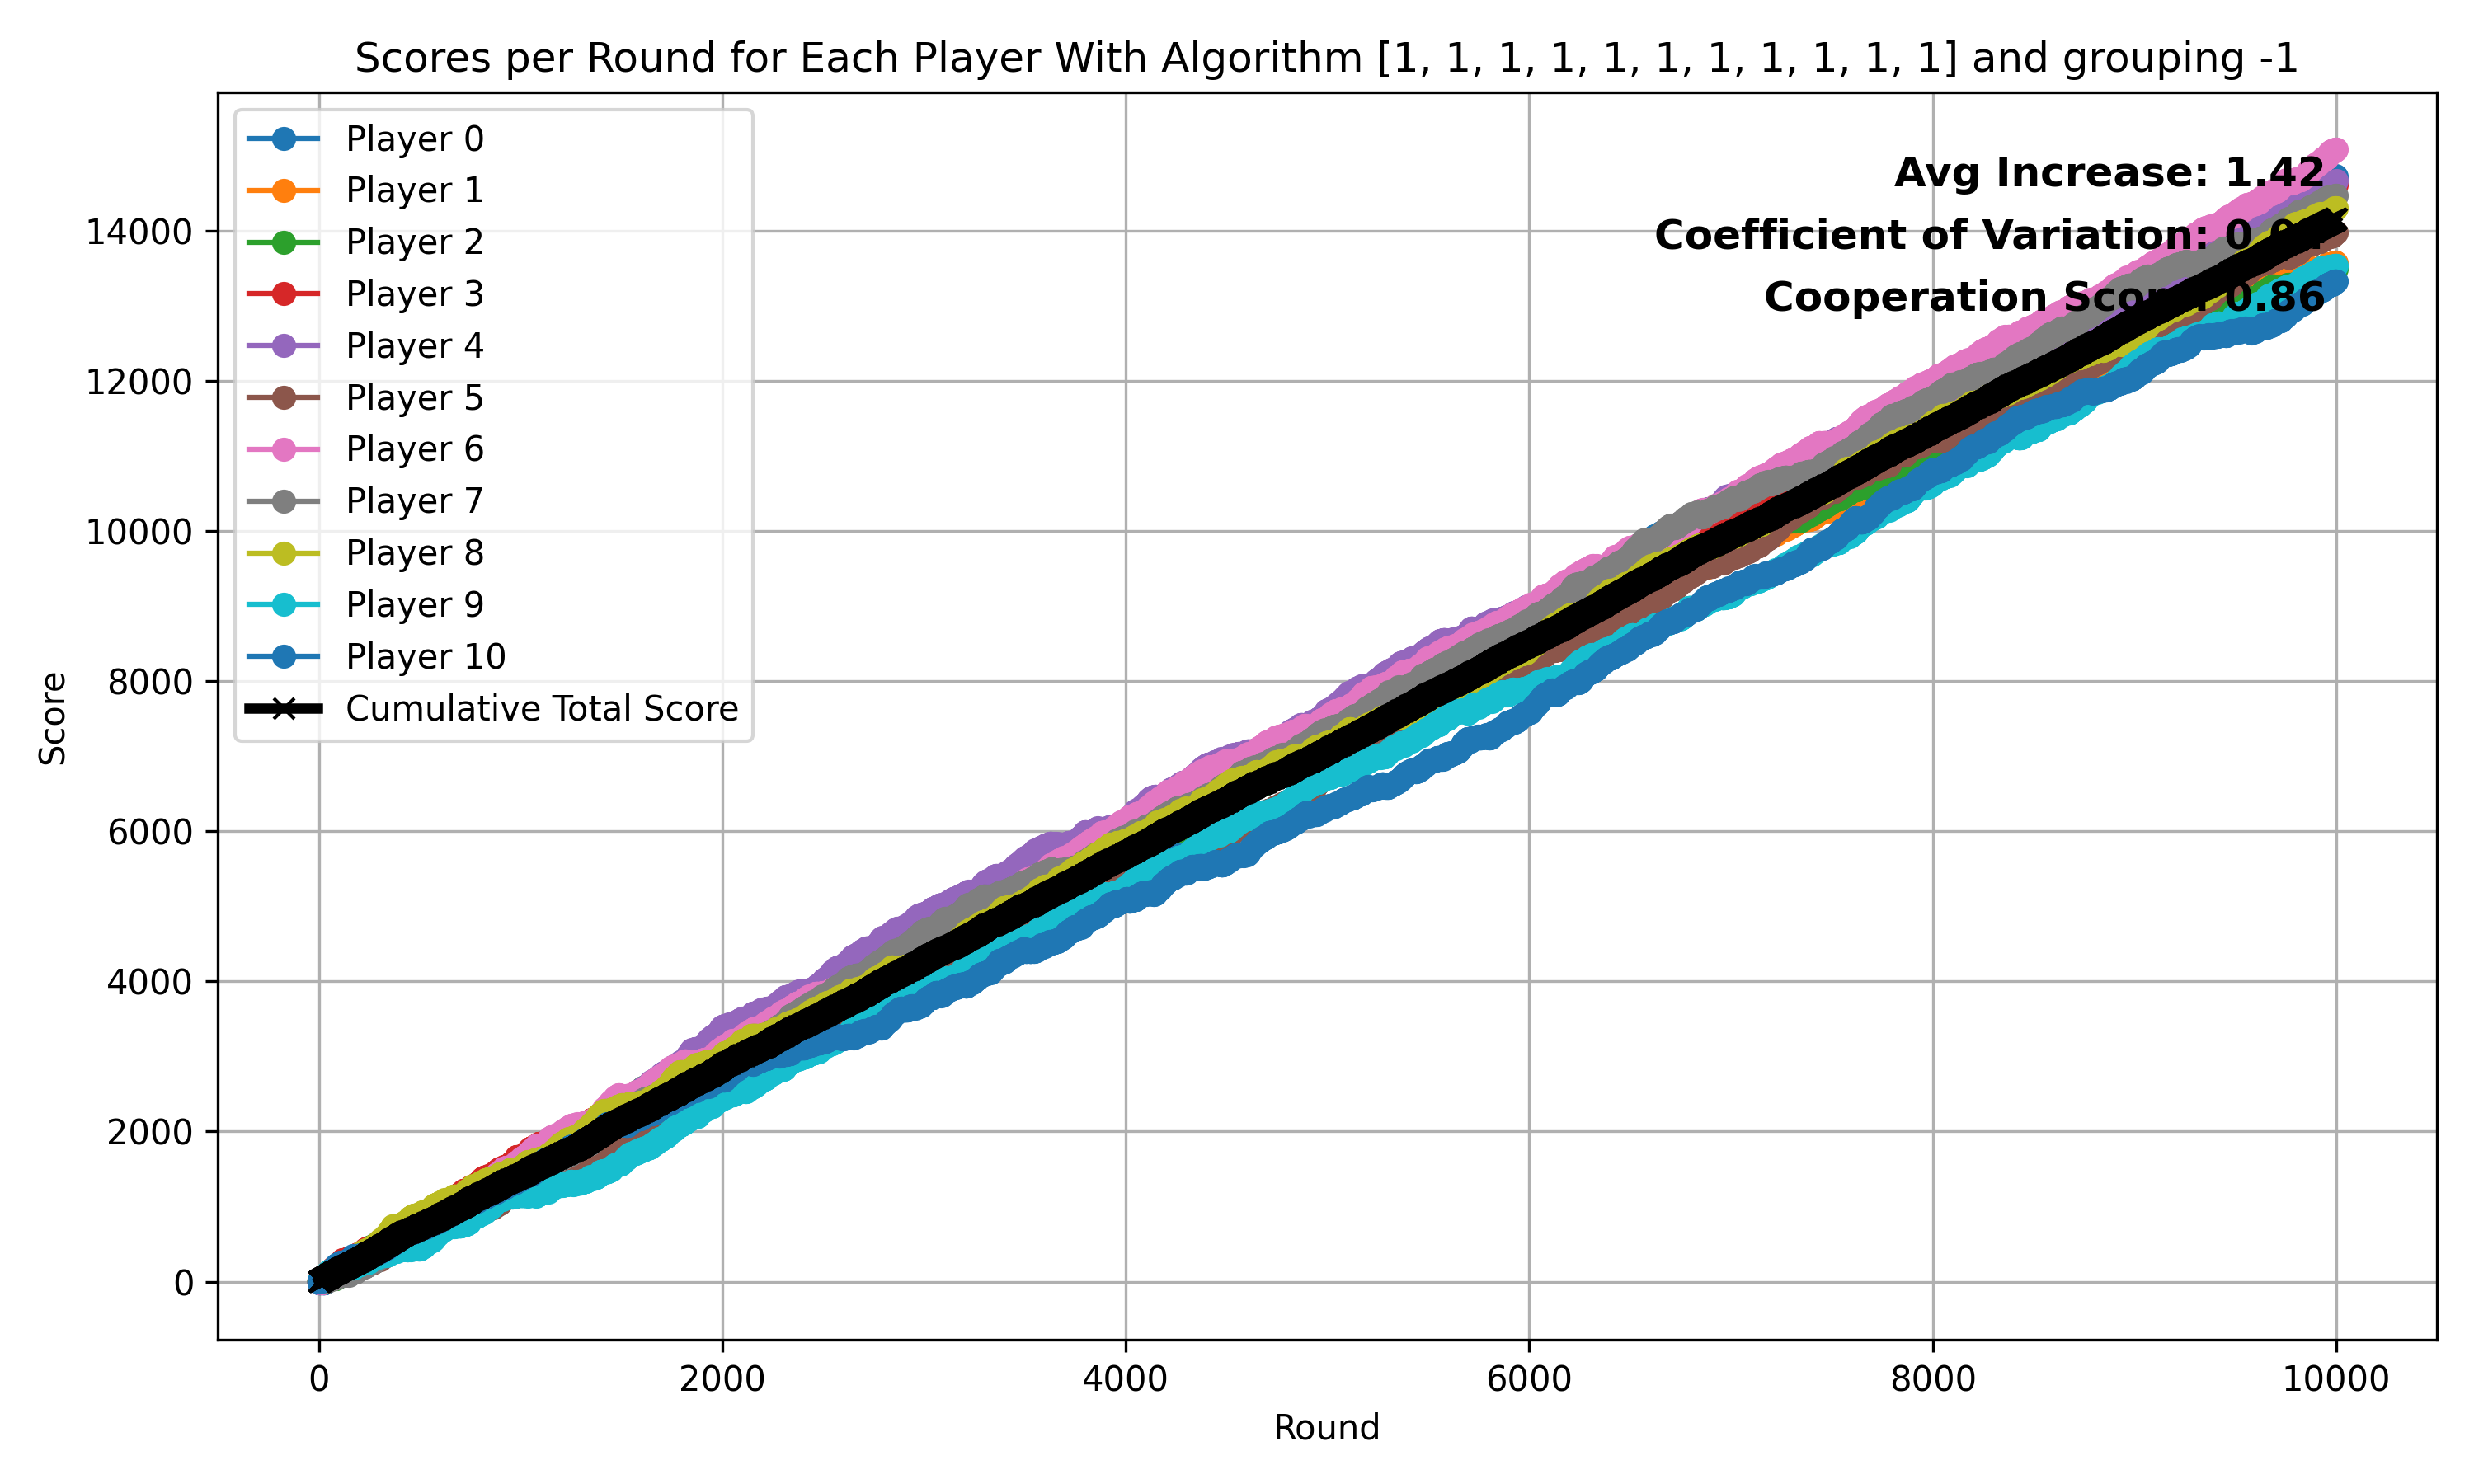 Scores per Round for Each Player With Algorithm [1, 1, 1, 1, 1, 1, 1, 1, 1, 1, 1] and grouping -1
Player 0
Player 1
Player 2
Player 3
Player 4
Player 5
Player 6
Player 7
Player 8
Player 9
Player 10
Cumulative Total Score
Avg Increase: 1.42
Coefficient of Variation:
Cooperation Score: 0.86
Score
14000
12000
10000
8000
6000
4000
2000
0
0 2000 4000 6000 8000 10000
Round